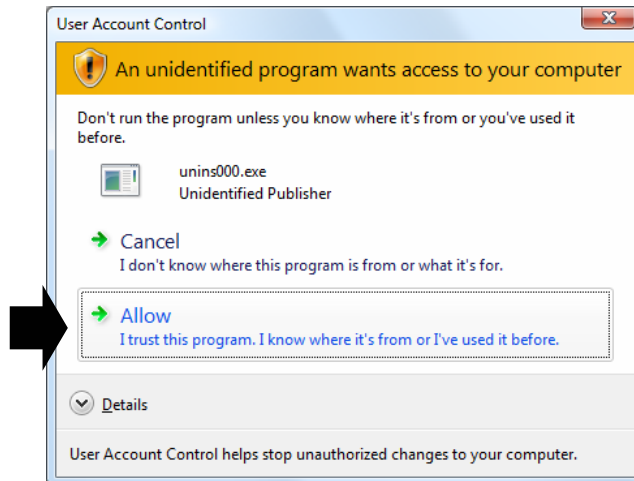 User Account Control
An unidentified program wants access to your computer
Don't run the program unless you know where it's from or you've used it
before.
unins000.exe
Unidentified Publisher
Cancel
I don't know where this program is from or what it's for.
Allow
I trust this program. I know where it's from or I've used it before.
Details
User Account Control helps stop unauthorized changes to your computer.